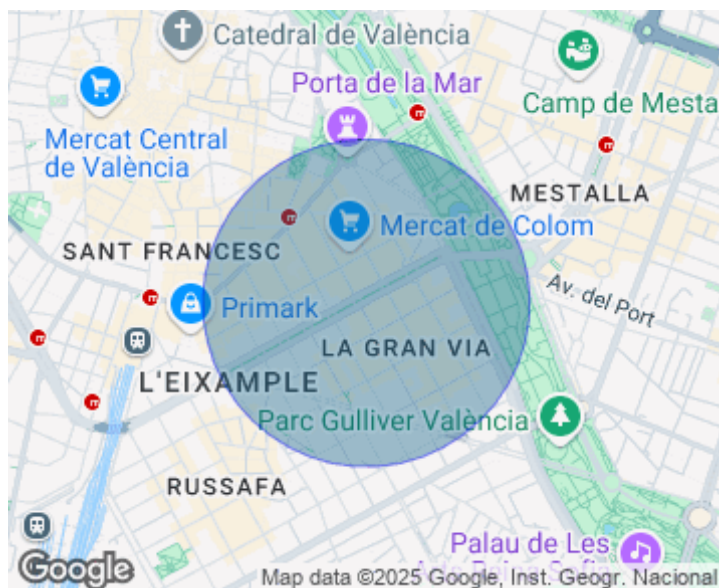 Catedral de València
Porta de la Mar
Camp de Mesta
Mercat Central
de València
MESTALLA
Mercat de Colom
SANT FRANCESC
Av. del Port
Primark
LA GRAN VIA
L'EIXAMPLE
Parc Gulliver València
RUSSAFA
Palau de Les
Google
Map data ©2025 Google, Inst. Geogr. Nacional